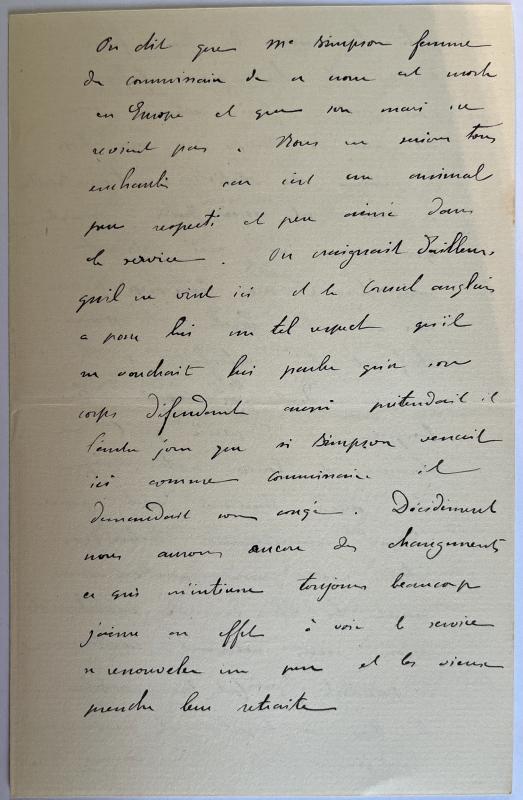 On dit que Me Simpson femme
du commissaire de ce nom est morte
en Europe et que son mari ne
revient pas. Nous en serions tous
enchantés car c'est un animal
peu respecté et peu aimé dans
le service. On craignait d'ailleurs
qu'il ne vint ici et le Consul anglais
a pour lui un tel respect qu'il
ne voudrait lui parler qu'à son
corps défendant aussi prétendait il
l'autre jour que si Simpson venait
ici comme commissaire il
demanderait son congé. Décidément
nous aurons encore des changements
ce qui m'intéresse toujours beaucoup
j'aime en effet à voir le service
se renouveler un peu et les vieux
prendre leur retraite